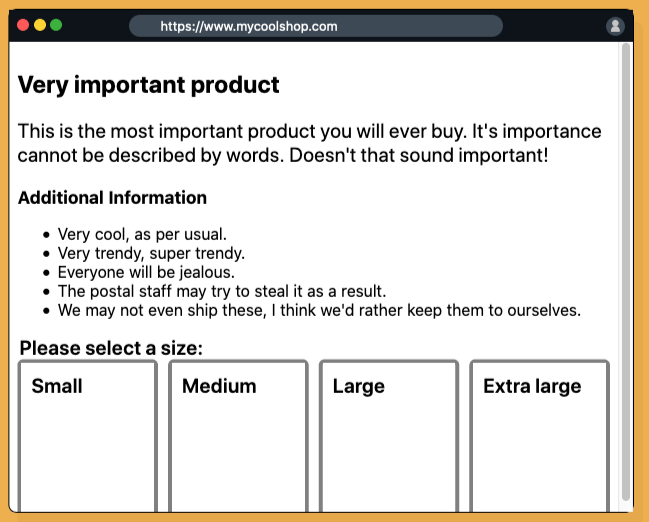 https://www.mycoolshop.com
Very important product
This is the most important product you will ever buy. It's importance
cannot be described by words. Doesn't that sound important!
Additional Information
• Very cool, as per usual.
• Very trendy, super trendy.
• Everyone will be jealous.
• The postal staff may try to steal it as a result.
• We may not even ship these, I think we'd rather keep them to ourselves.
Please select a size:
Small Medium Large Extra large